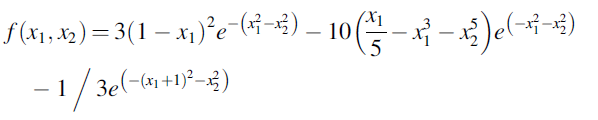 f(x₁, x₂) = 3(1 − x₁)²e^{−(x₁²−x₂²)} − 10(x₁/5 − x₁³ − x₂⁵)e^{(−x₁²−x₂²)}
− 1 / 3e^{(−(x₁+1)²−x₂²)}